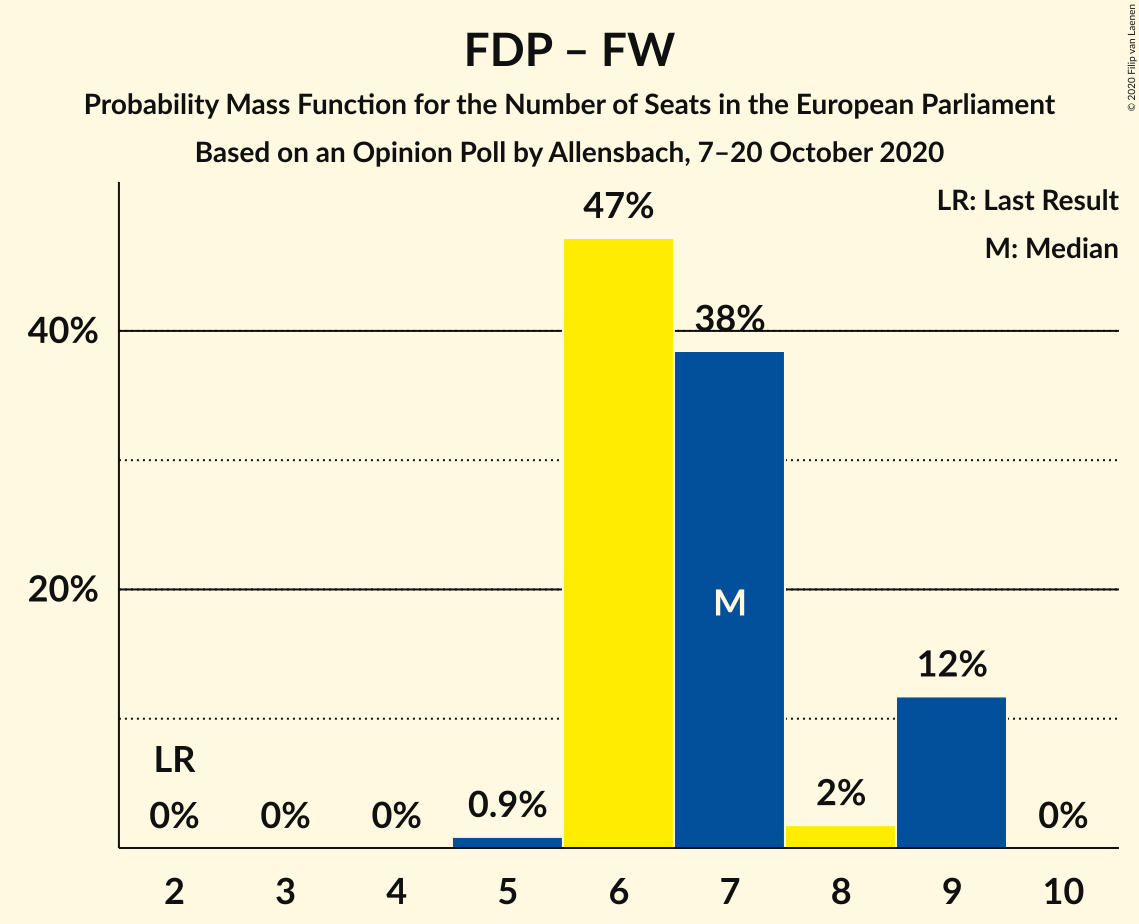 FDP – FW
Probability Mass Function for the Number of Seats in the European Parliament
Based on an Opinion Poll by Allensbach, 7–20 October 2020
© 2020 Filip van Laenen
LR: Last Result
M: Median
47%
38%
40%
20%
M
12%
LR
2%
0.9%
0%
0%
0%
0%
2
3
4
5
6
7
8
9
10